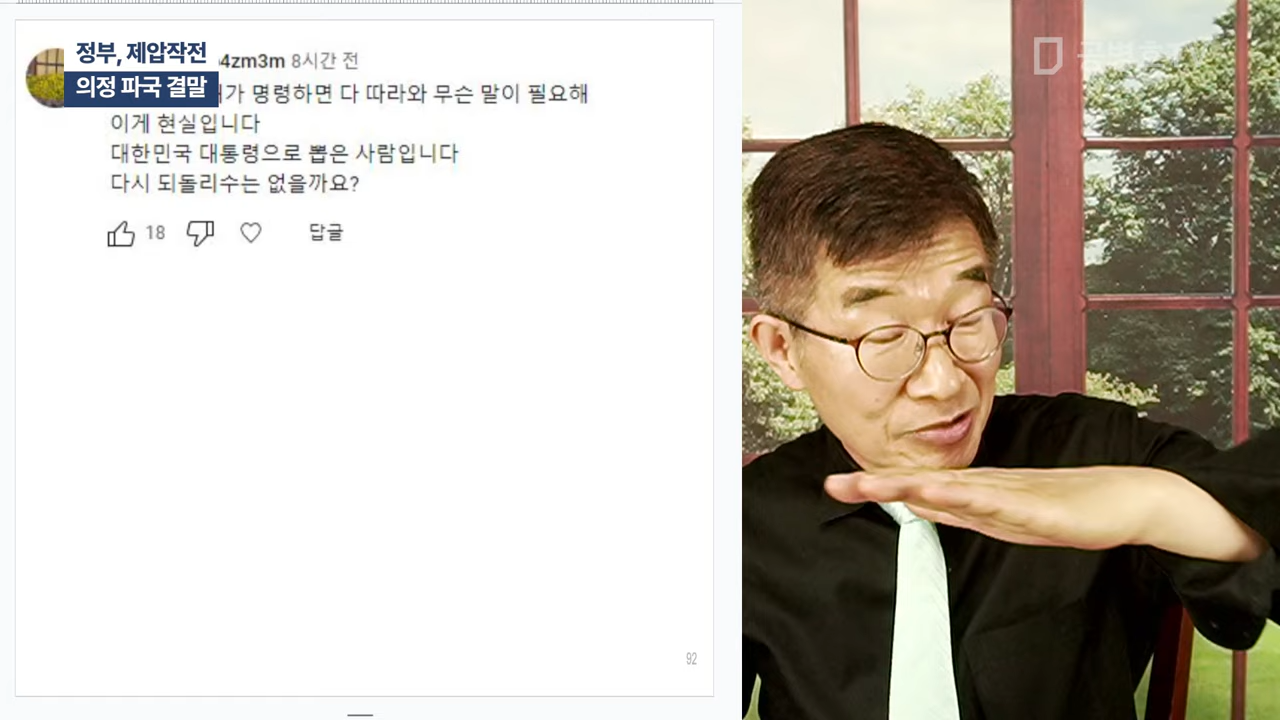 정부, 제압작전
의정 파국 결말
4zm3m 8시간 전
가 명령하면 다 따라와 무슨 말이 필요해
이게 현실입니다
대한민국 대통령으로 뽑은 사람입니다
다시 되돌리수는 없을까요?
18
답글
92